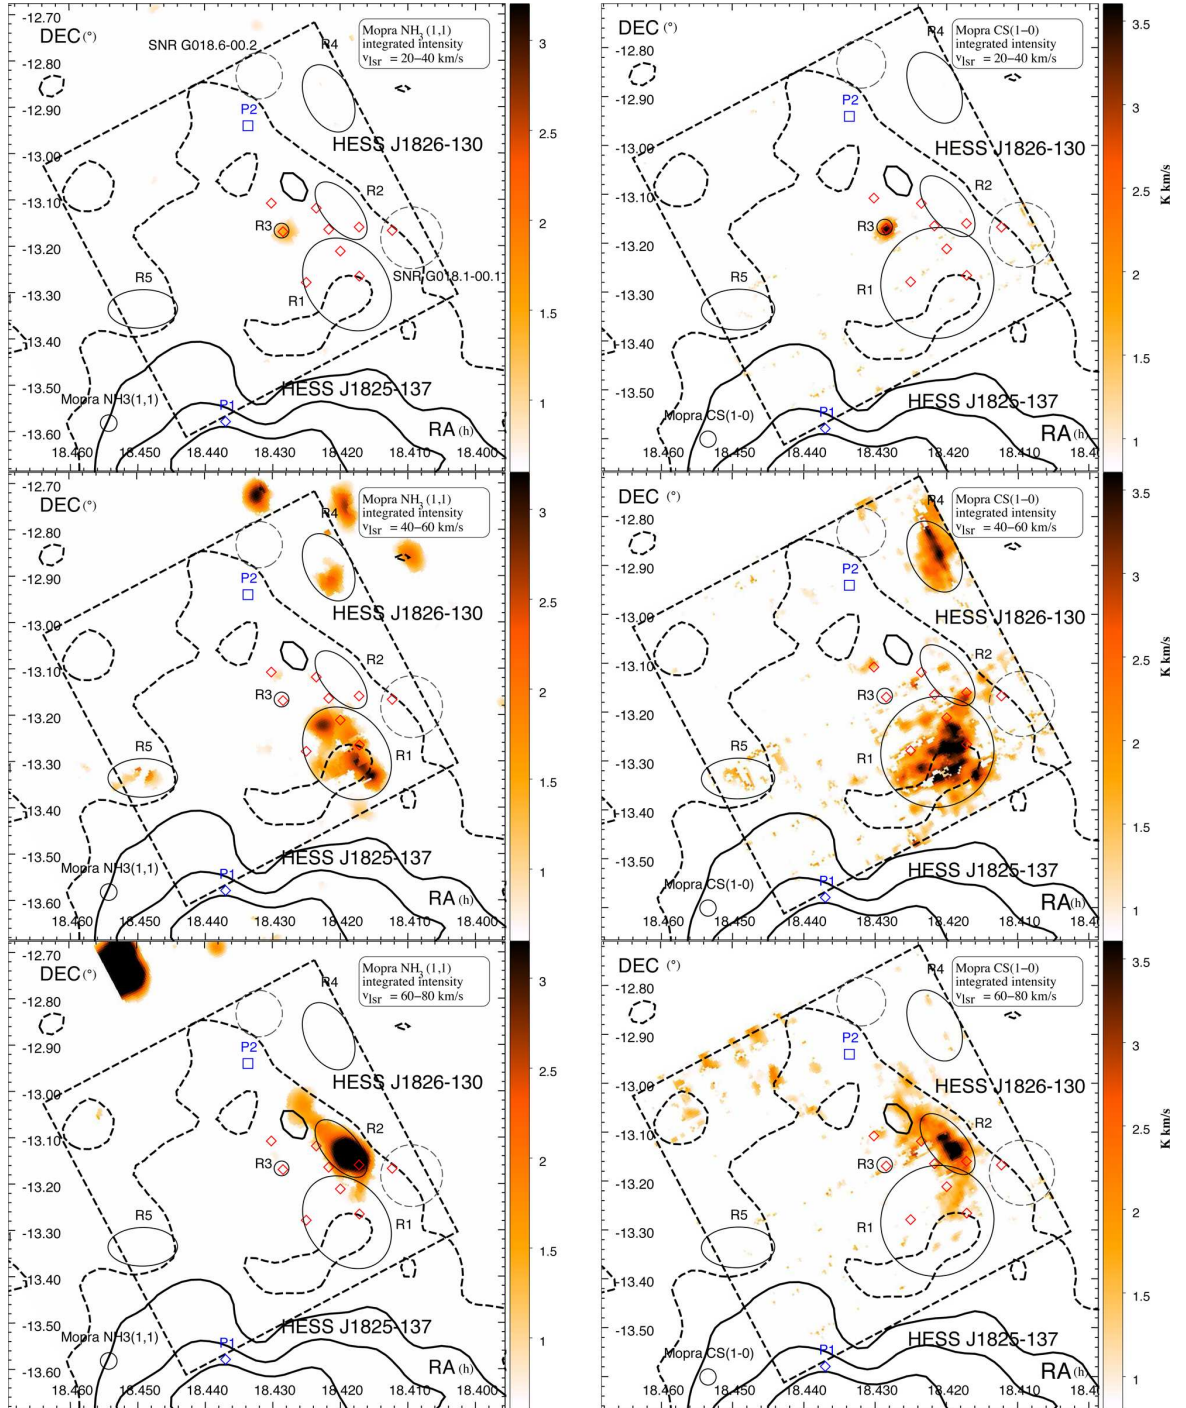 -12.70
DEC (°)
SNR G018.6-00.2
R4
Mopra NH3 (1,1)
integrated intensity
vlsr = 20−40 km/s
3
-12.80
P2
-12.90
2.5
HESS J1826-130
-13.00
R2
-13.10
2
R3
-13.20
SNR G018.1-00.1
R5
R1
-13.30
1.5
-13.40
HESS J1825-137
-13.50
Mopra NH3(1,1)
P1
1
-13.60
RA (h)
18.460 18.450 18.440 18.430 18.420 18.410 18.400
DEC (°)
R4
Mopra CS(1−0)
integrated intensity
vlsr = 20−40 km/s
3.5
-12.80
P2
3
-12.90
HESS J1826-130
-13.00
K km/s
2.5
R2
-13.10
R3
2
-13.20
R5
R1
-13.30
1.5
-13.40
HESS J1825-137
-13.50
Mopra CS(1-0)
P1
1
RA (h)
18.450 18.440 18.430 18.420 18.410
-12.70
DEC (°)
R4
Mopra NH3 (1,1)
integrated intensity
vlsr = 40−60 km/s
3
-12.80
P2
-12.90
2.5
HESS J1826-130
-13.00
R2
-13.10
2
R3
-13.20
R5
R1
-13.30
1.5
-13.40
HESS J1825-137
-13.50
Mopra NH3(1,1)
P1
1
-13.60
RA (h)
18.460 18.450 18.440 18.430 18.420 18.410 18.400
DEC (°)
R4
Mopra CS(1−0)
integrated intensity
vlsr = 40−60 km/s
3.5
-12.80
P2
3
-12.90
HESS J1826-130
-13.00
K km/s
2.5
R2
-13.10
R3
2
-13.20
R5
R1
-13.30
1.5
-13.40
HESS J1825-137
-13.50
Mopra CS(1-0)
P1
1
RA (h)
18.450 18.440 18.430 18.420 18.410
-12.70
DEC (°)
R4
Mopra NH3 (1,1)
integrated intensity
vlsr = 60−80 km/s
3
-12.80
P2
-12.90
2.5
HESS J1826-130
-13.00
R2
-13.10
2
R3
-13.20
R5
R1
-13.30
1.5
-13.40
HESS J1825-137
-13.50
Mopra NH3(1,1)
P1
1
-13.60
RA (h)
18.460 18.450 18.440 18.430 18.420 18.410 18.400
DEC (°)
R4
Mopra CS(1−0)
integrated intensity
vlsr = 60−80 km/s
3.5
-12.80
P2
3
-12.90
HESS J1826-130
-13.00
K km/s
2.5
R2
-13.10
R3
2
-13.20
R5
R1
-13.30
1.5
-13.40
HESS J1825-137
-13.50
Mopra CS(1-0)
P1
1
RA (h)
18.450 18.440 18.430 18.420 18.410